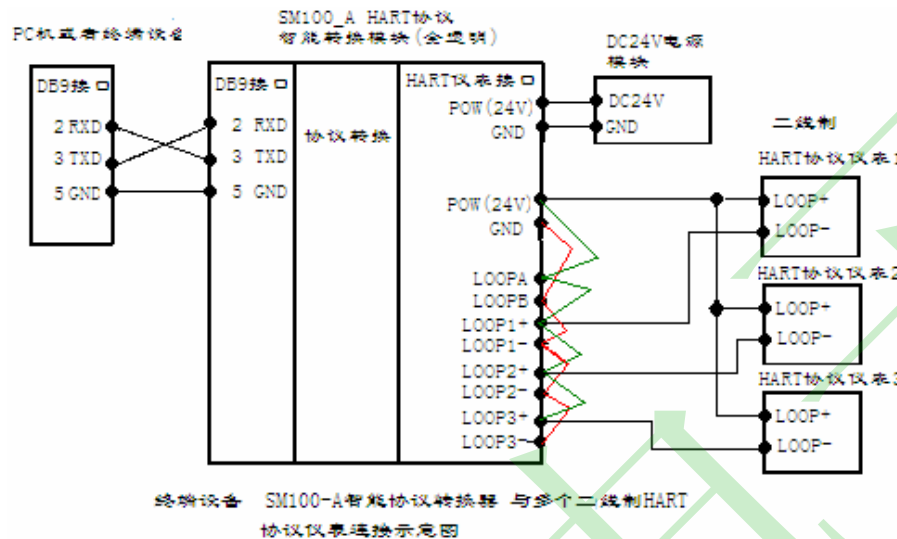 SM100_A HART协议
智能转换模块(全透明)
PC机或者终端设备
DC24V电源
模块
DB9接口
DB9接口
HART仪表接口
POW(24V)
DC24V
GND
GND
2 RXD
2 RXD
协议转换
3 TXD
3 TXD
5 GND
5 GND
二线制
HART协议仪表1
POW(24V)
LOOP+
GND
LOOP-
HART协议仪表2
LOOPA
LOOPB
LOOP+
LOOP1+
LOOP1-
LOOP-
LOOP2+
HART协议仪表3
LOOP2-
LOOP3+
LOOP+
LOOP3-
LOOP-
终端设备 SM100-A智能协议转换器 与多个二线制HART
协议仪表连接示意图